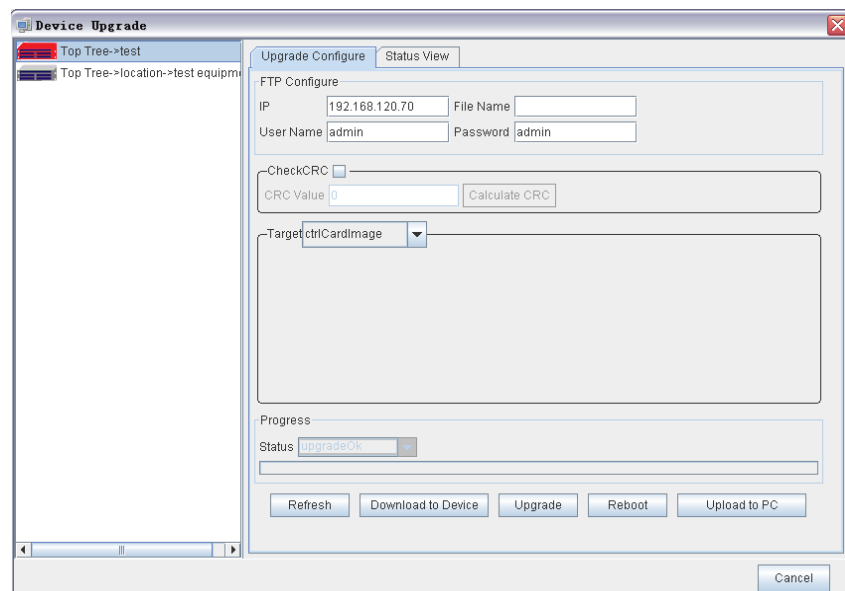 Device Upgrade
Top Tree->test
Top Tree->location->test equipm
Upgrade Configure Status View
FTP Configure
IP 192.168.120.70 File Name
User Name admin Password admin
CheckCRC
CRC Value 0 Calculate CRC
Target ctrlCardImage
Progress
Status upgradeOk
Refresh Download to Device Upgrade Reboot Upload to PC
Cancel